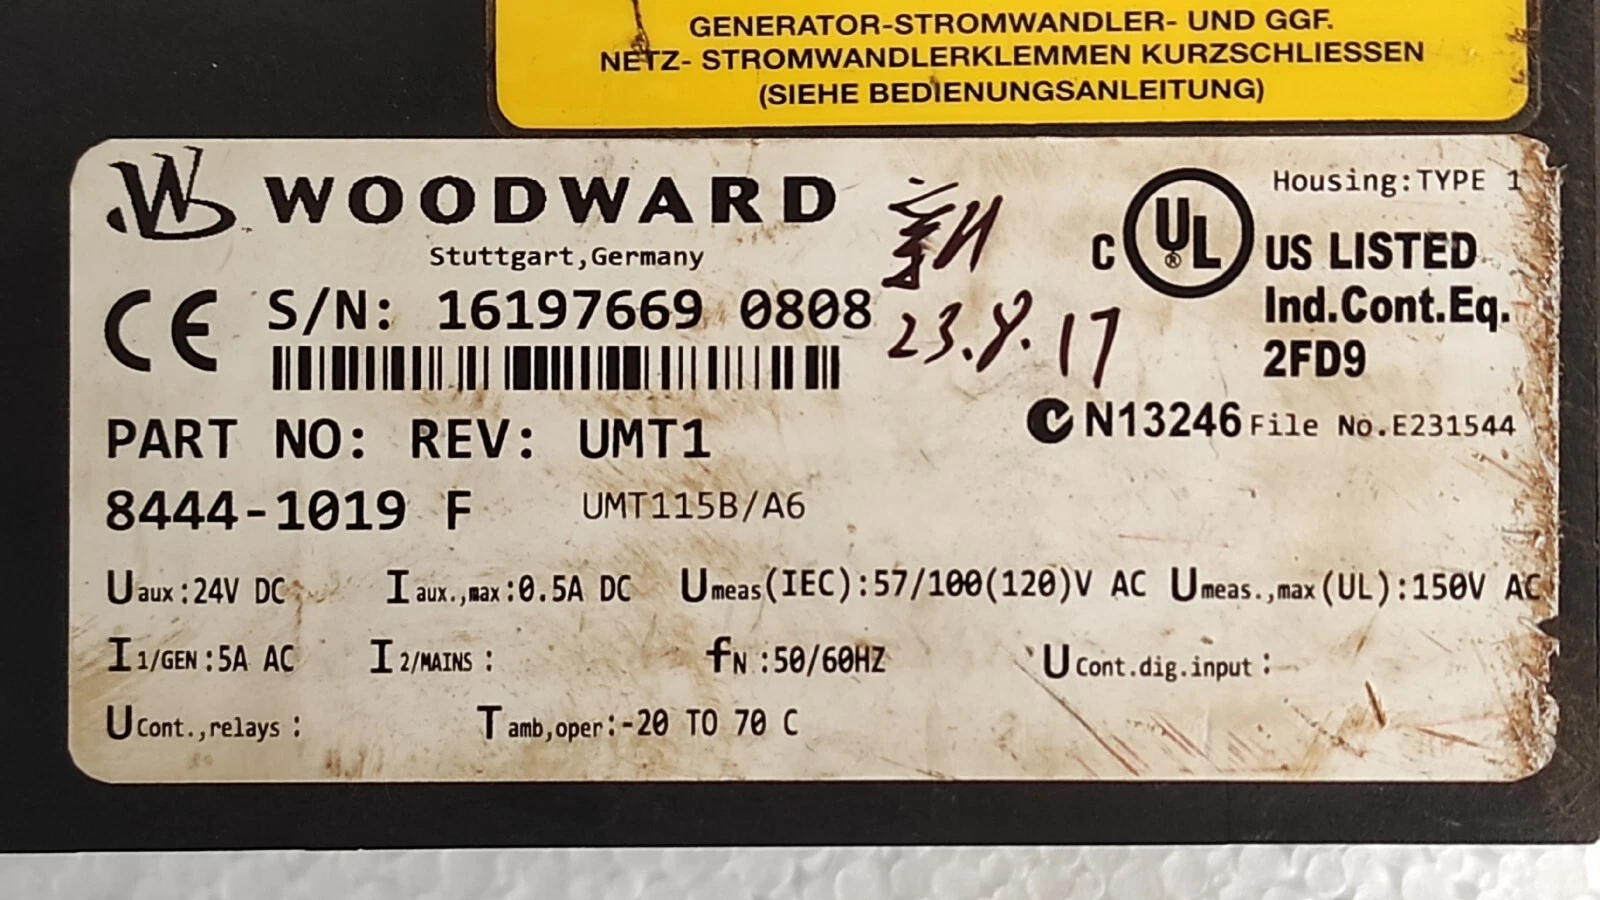 GENERATOR-STROMWANDLER- UND GGF.
NETZ- STROMWANDLERKLEMMEN KURZSCHLIESSEN
(SIEHE BEDIENUNGSANLEITUNG)
WOODWARD
Stuttgart,Germany
CE S/N: 16197669 0808
23.8.17
Housing:TYPE 1
C UL ® US LISTED
Ind.Cont.Eq.
2FD9
N13246 File No.E231544
PART NO: REV: UMT1
8444-1019 F UMT115B/A6
Uaux:24V DC Iaux.,max:0.5A DC Umeas(IEC):57/100(120)V AC Umeas.,max(UL):150V AC
I1/GEN:5A AC I2/MAINS: fN:50/60HZ UCont.dig.input:
UCont.,relays: Tamb,oper:-20 TO 70 C